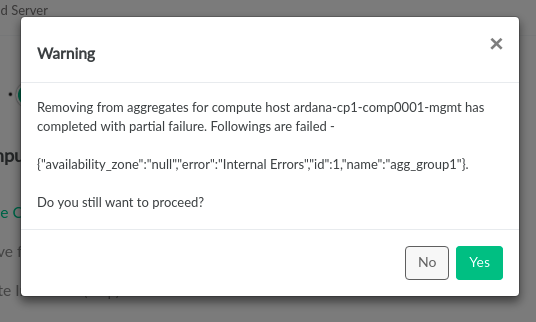 d Server
Warning
Removing from aggregates for compute host ardana-cp1-comp0001-mgmt has
completed with partial failure. Followings are failed -
{"availability_zone":"null","error":"Internal Errors","id":1,"name":"agg_group1"}.
Do you still want to proceed?
No Yes